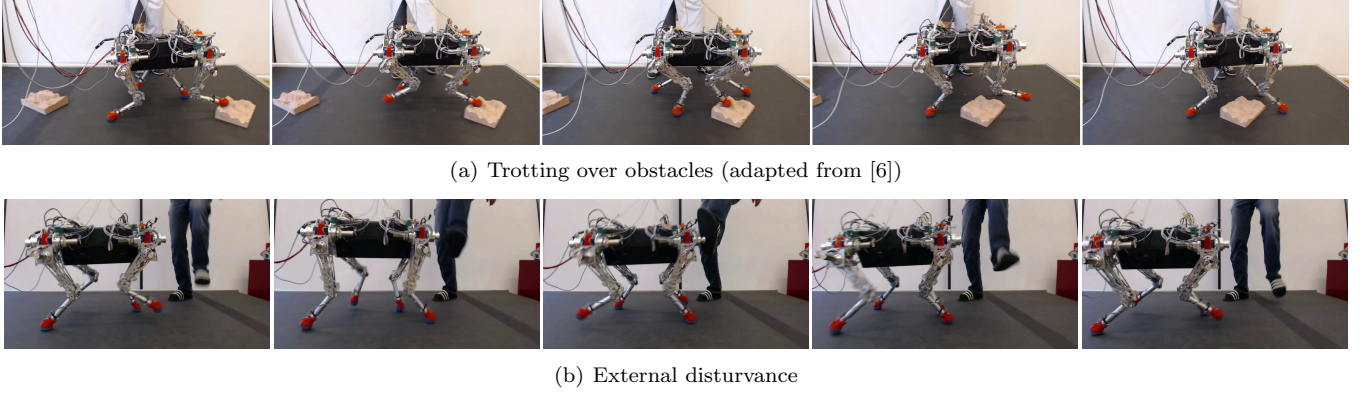 (a) Trotting over obstacles (adapted from [6])
(b) External disturvance